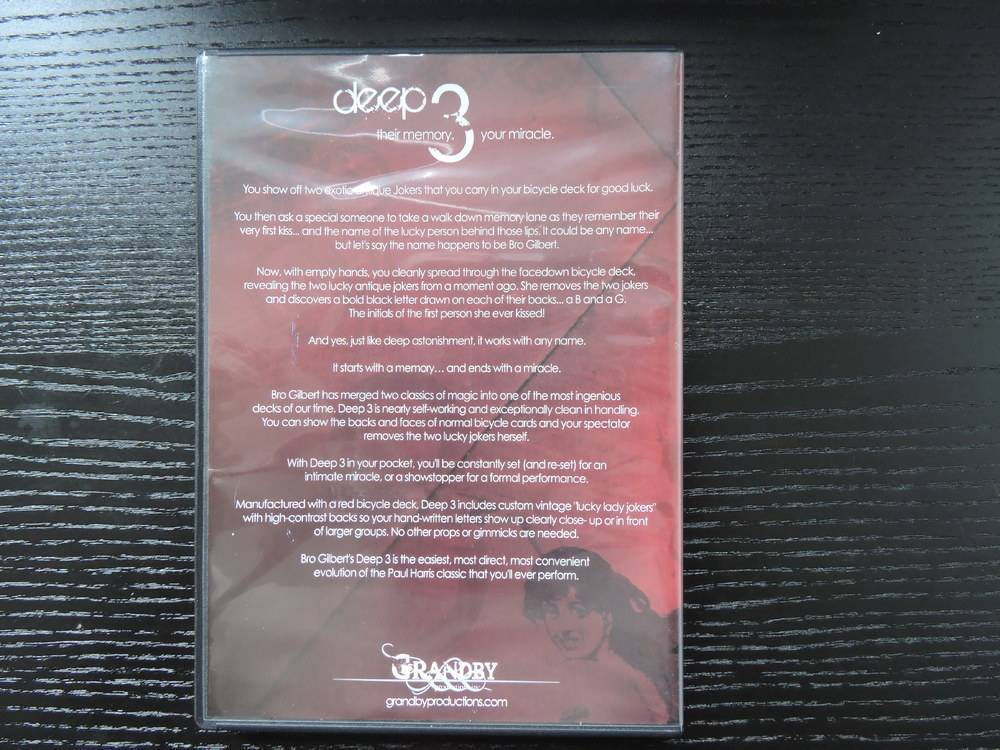 deep 3
their memory. your miracle.
You show off two exotic antique Jokers that you carry in your bicycle deck for good luck.
You then ask a special someone to take a walk down memory lane as they remember their
very first kiss... and the name of the lucky person behind those lips. It could be any name...
but let's say the name happens to be Bro Gilbert.
Now, with empty hands, you cleanly spread through the facedown bicycle deck,
revealing the two lucky antique jokers from a moment ago. She removes the two jokers
and discovers a bold black letter drawn on each of their backs... a B and a G.
The initials of the first person she ever kissed!
And yes, just like deep astonishment, it works with any name.
It starts with a memory... and ends with a miracle.
Bro Gilbert has merged two classics of magic into one of the most ingenious
decks of our time. Deep 3 is nearly self-working and exceptionally clean in handling.
You can show the backs and faces of normal bicycle cards and your spectator
removes the two lucky jokers herself.
With Deep 3 in your pocket, you'll be constantly set (and re-set) for an
intimate miracle, or a showstopper for a formal performance.
Manufactured with a red bicycle deck, Deep 3 includes custom vintage "lucky lady jokers"
with high-contrast backs so your hand-written letters show up clearly close- up or in front
of larger groups. No other props or gimmicks are needed.
Bro Gilbert's Deep 3 is the easiest, most direct, most convenient
evolution of the Paul Harris classic that you'll ever perform.
GRANDBY
grandbyproductions.com